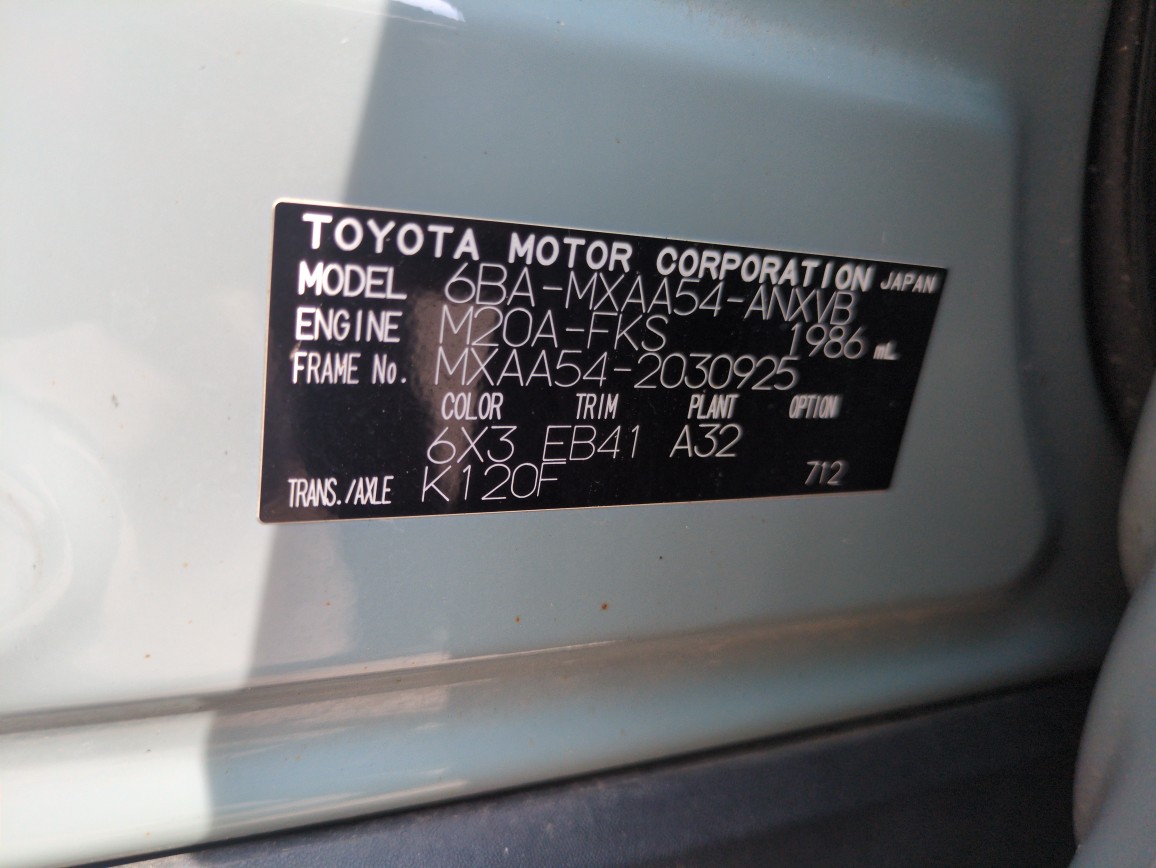 TOYOTA MOTOR CORPORATION JAPAN
MODEL 6BA-MXAA54-ANXVB
ENGINE M20A-FKS 1986 mL
FRAME No. MXAA54-2030925
COLOR TRIM PLANT OPTION
6X3 EB41 A32
TRANS./AXLE K120F 712